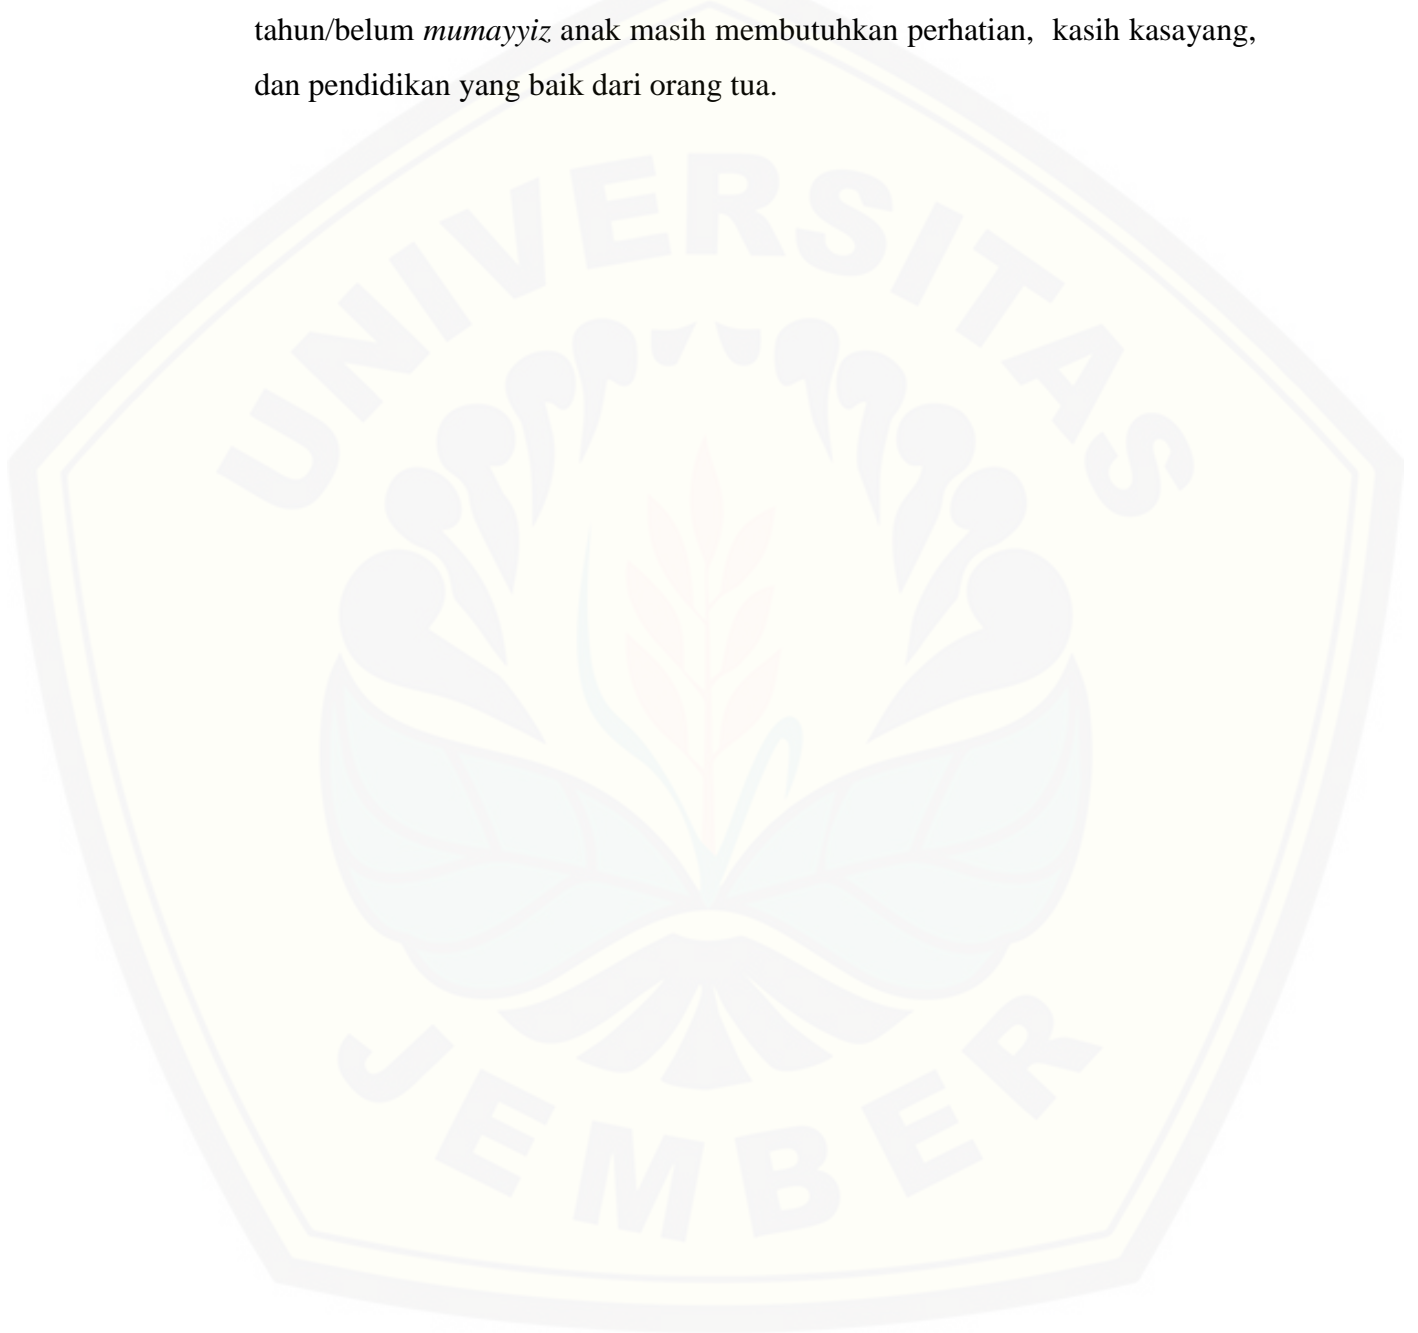 tahun/belum mumayyiz anak masih membutuhkan perhatian,  kasih kasayang,
dan pendidikan yang baik dari orang tua.
UNIVERSITAS
JEMBER